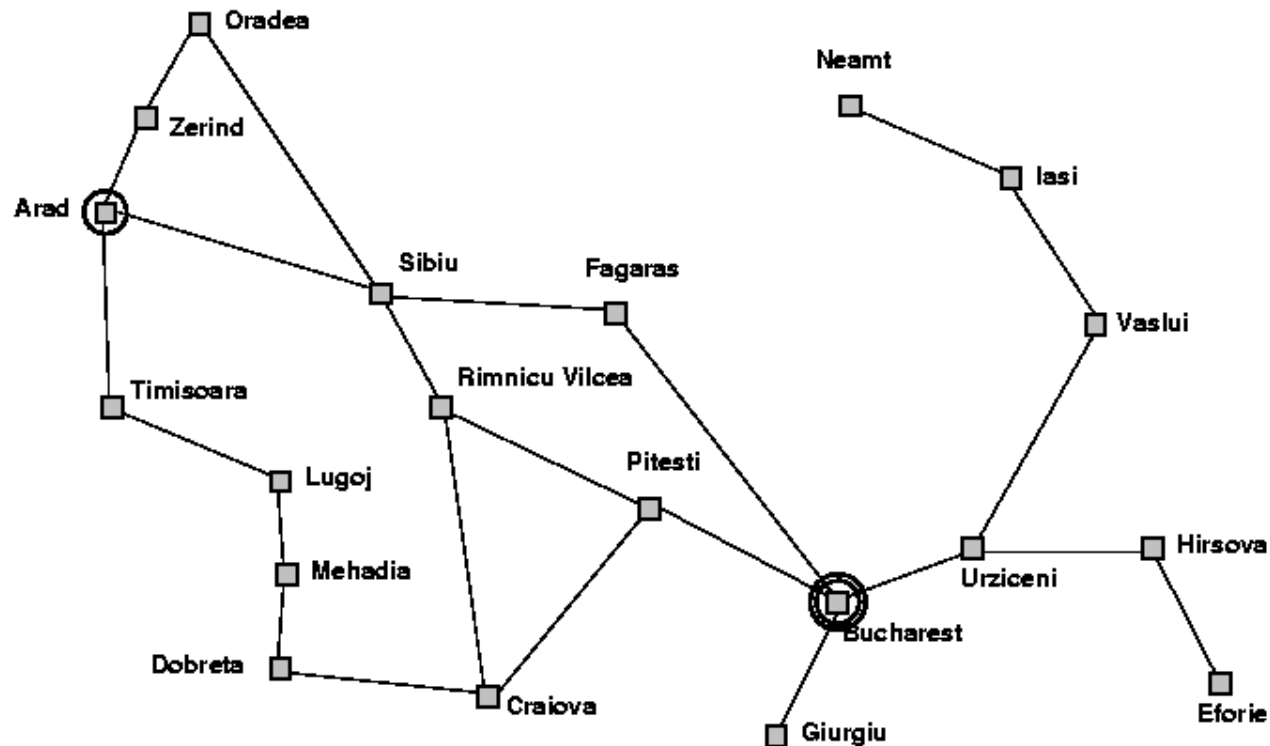 Oradea
Neamt
Zerind
Iasi
Arad
Sibiu
Fagaras
Vaslui
Timisoara
Rimnicu Vilcea
Lugoj
Pitesti
Hirsova
Mehadia
Urziceni
Bucharest
Dobreta
Craiova
Eforie
Giurgiu